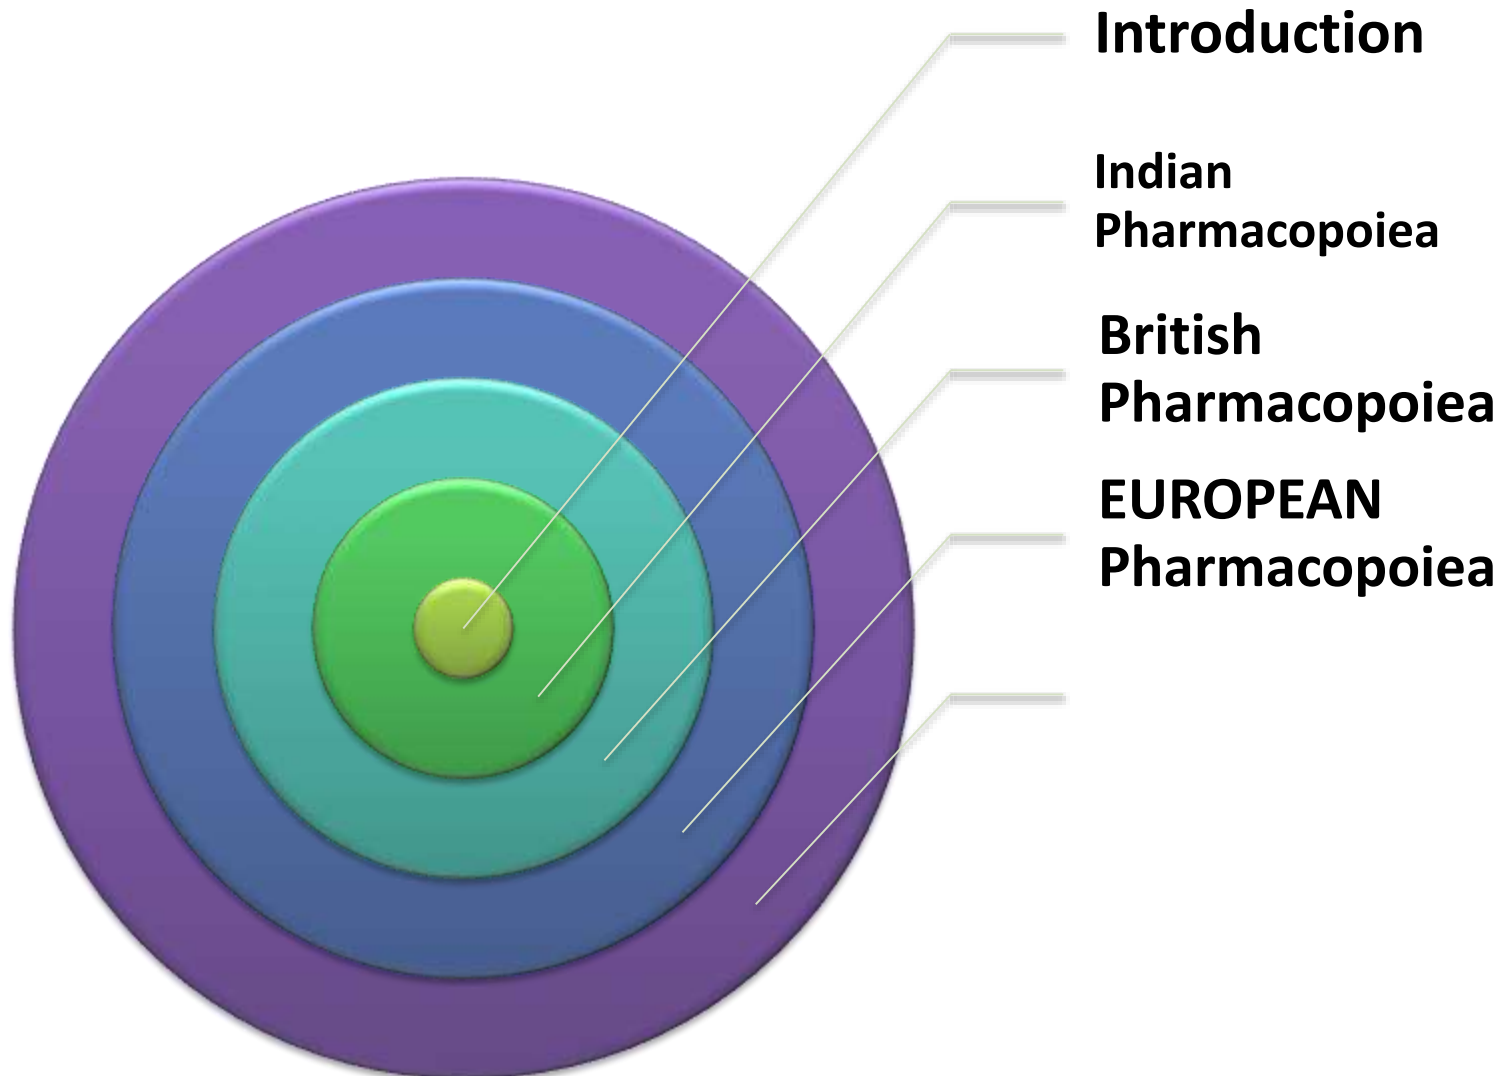 Introduction
Indian
Pharmacopoiea
British
Pharmacopoiea
EUROPEAN
Pharmacopoiea